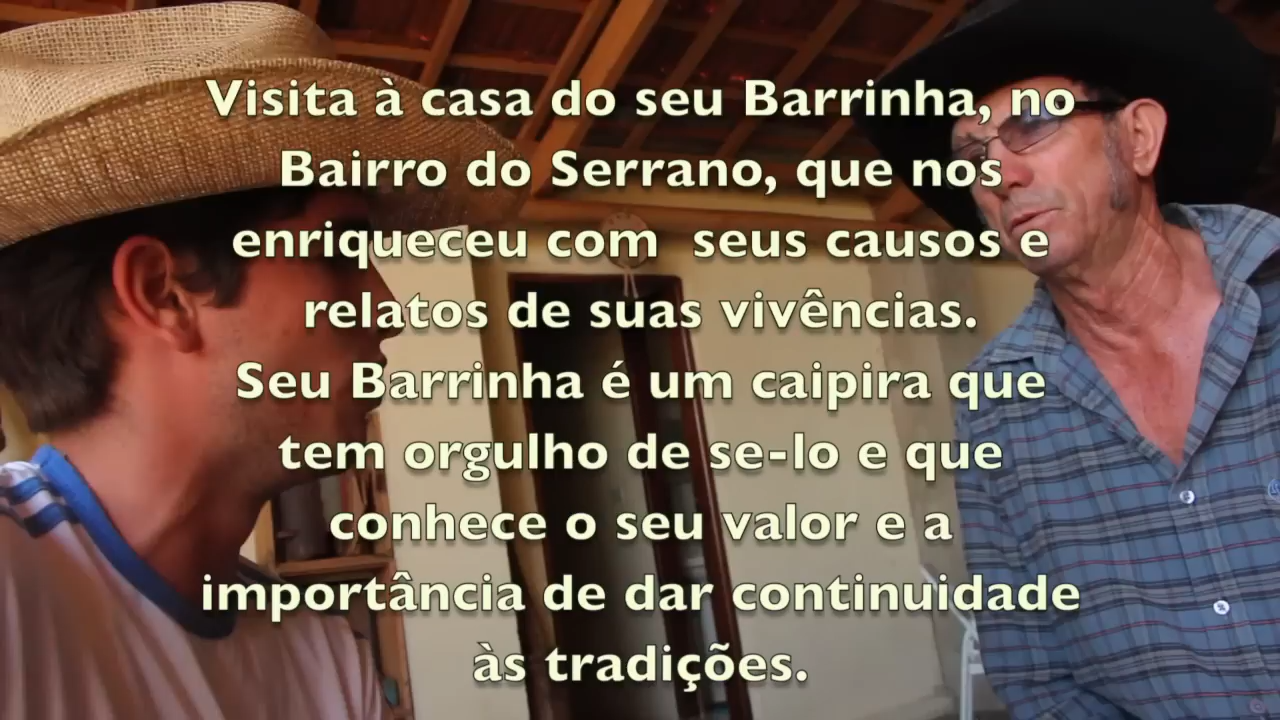 Visita à casa do seu Barrinha, no
Bairro do Serrano, que nos
enriqueceu com  seus causos e
relatos de suas vivências.
Seu Barrinha é um caipira que
tem orgulho de se-lo e que
conhece o seu valor e a
importância de dar continuidade
às tradições.